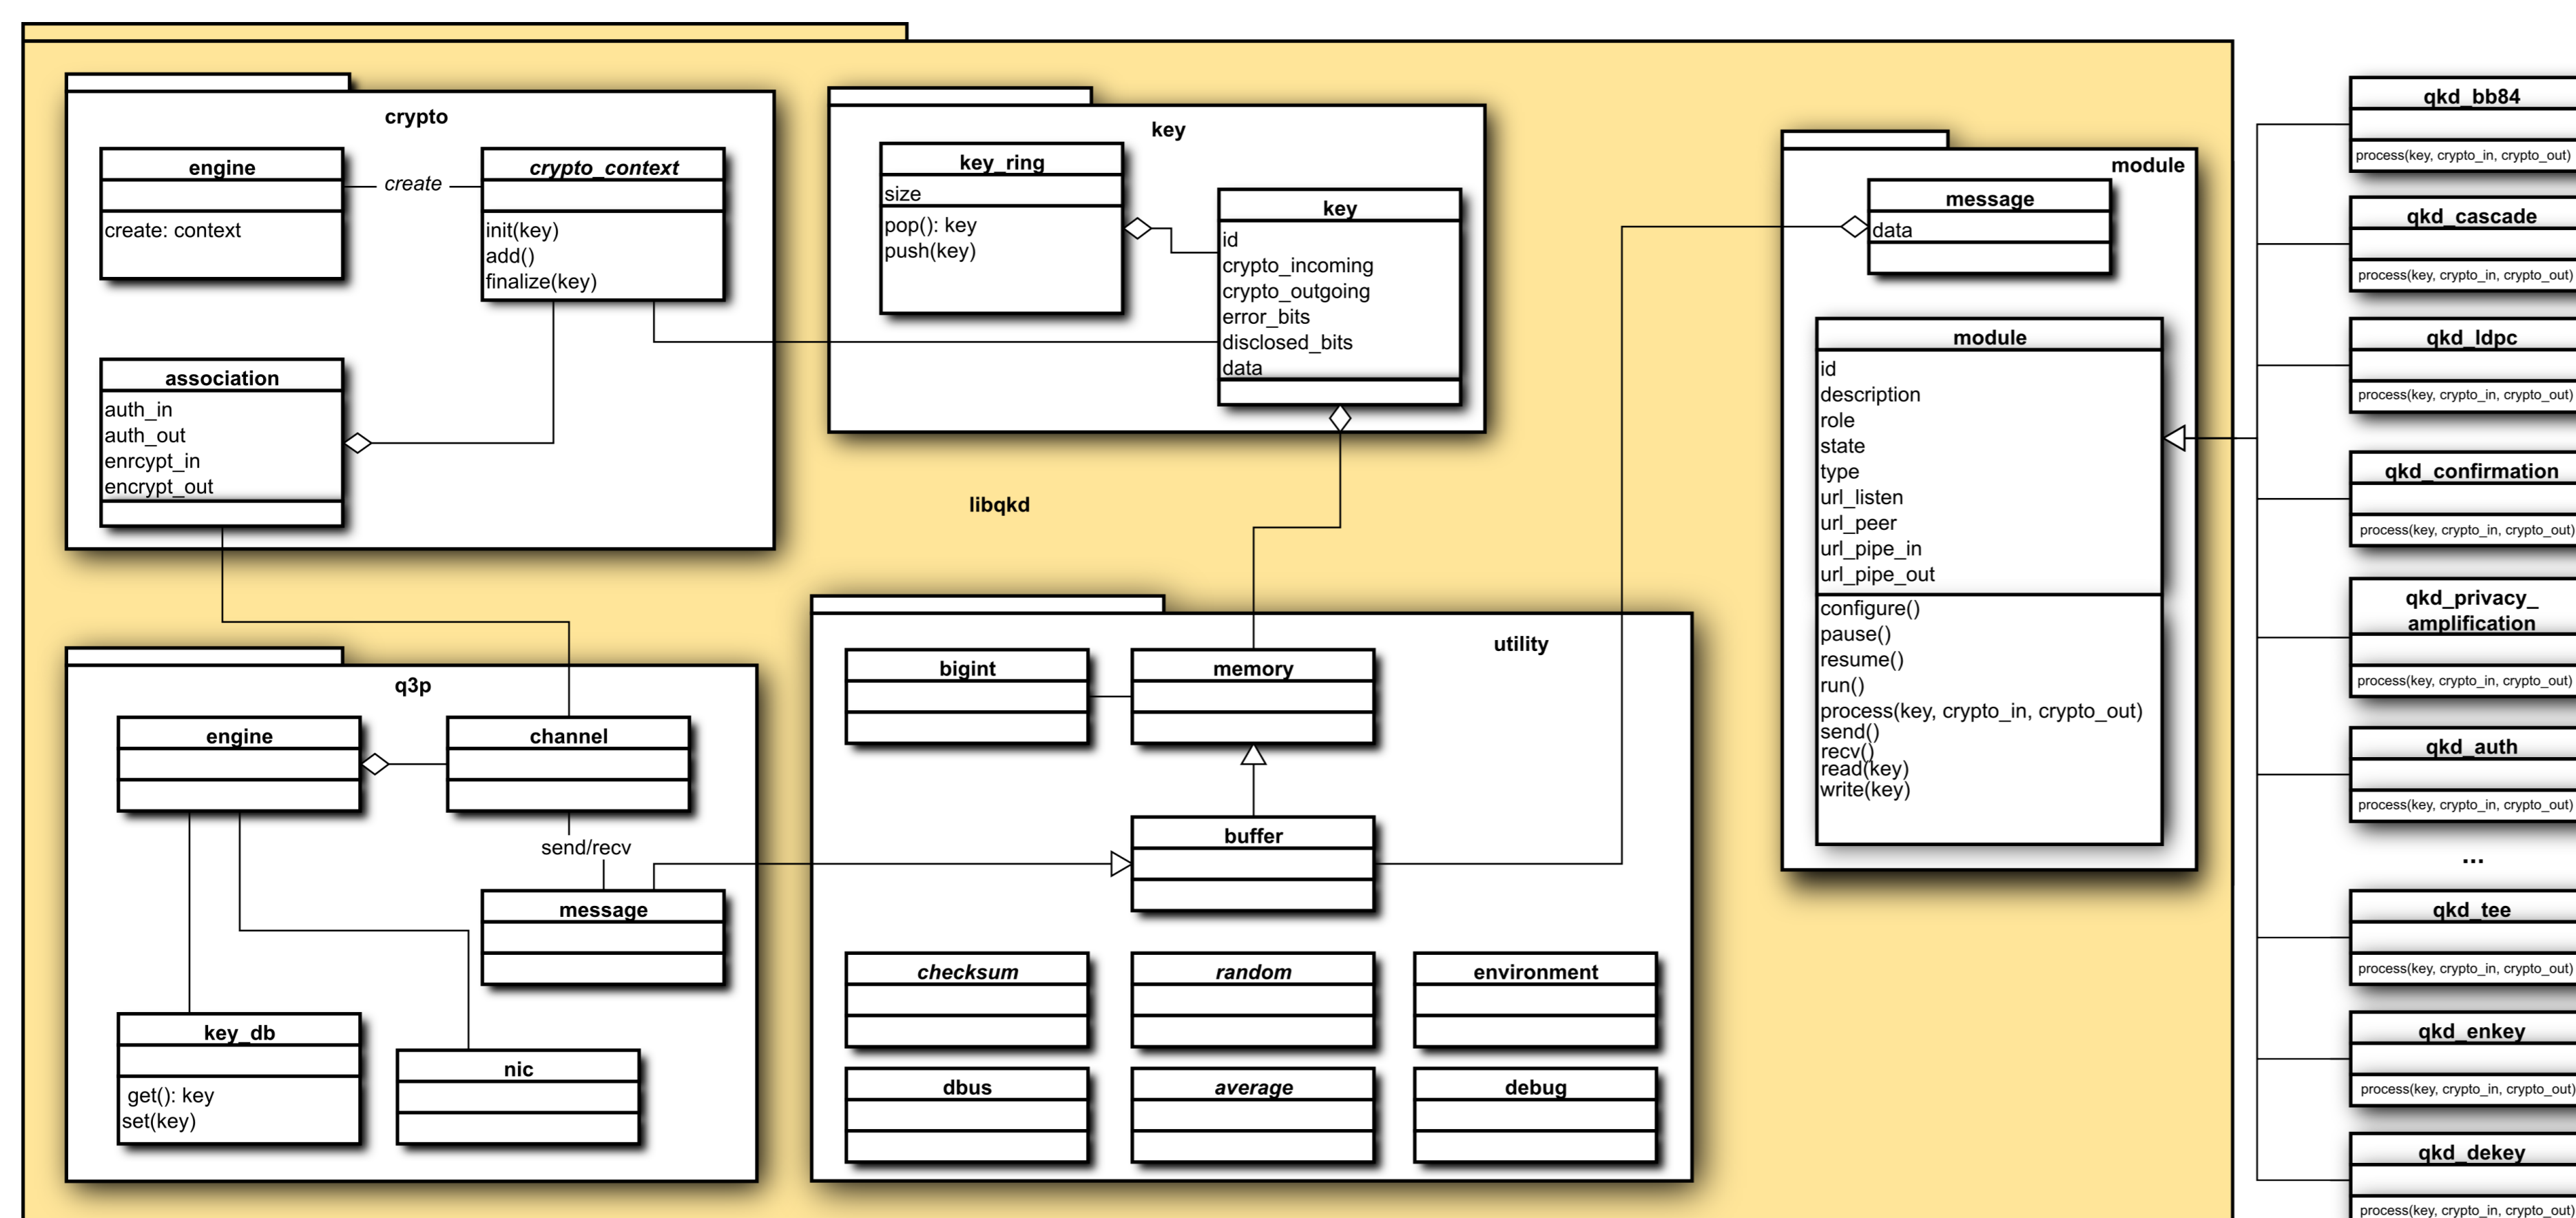 crypto
engine
create: context
create
crypto_context
init(key)
add()
finalize(key)
association
auth_in
auth_out
enrcypt_in
encrypt_out
key
key_ring
size
pop(): key
push(key)
key
id
crypto_incoming
crypto_outgoing
error_bits
disclosed_bits
data
libqkd
q3p
engine
channel
send/recv
message
key_db
get(): key
set(key)
nic
utility
bigint
memory
buffer
checksum
random
environment
dbus
average
debug
module
message
data
module
id
description
role
state
type
url_listen
url_peer
url_pipe_in
url_pipe_out
configure()
pause()
resume()
run()
process(key, crypto_in, crypto_out)
send()
recv()
read(key)
write(key)
qkd_bb84
process(key, crypto_in, crypto_out)
qkd_cascade
process(key, crypto_in, crypto_out)
qkd_ldpc
process(key, crypto_in, crypto_out)
qkd_confirmation
process(key, crypto_in, crypto_out)
qkd_privacy_
amplification
process(key, crypto_in, crypto_out)
qkd_auth
process(key, crypto_in, crypto_out)
...
qkd_tee
process(key, crypto_in, crypto_out)
qkd_enkey
process(key, crypto_in, crypto_out)
qkd_dekey
process(key, crypto_in, crypto_out)